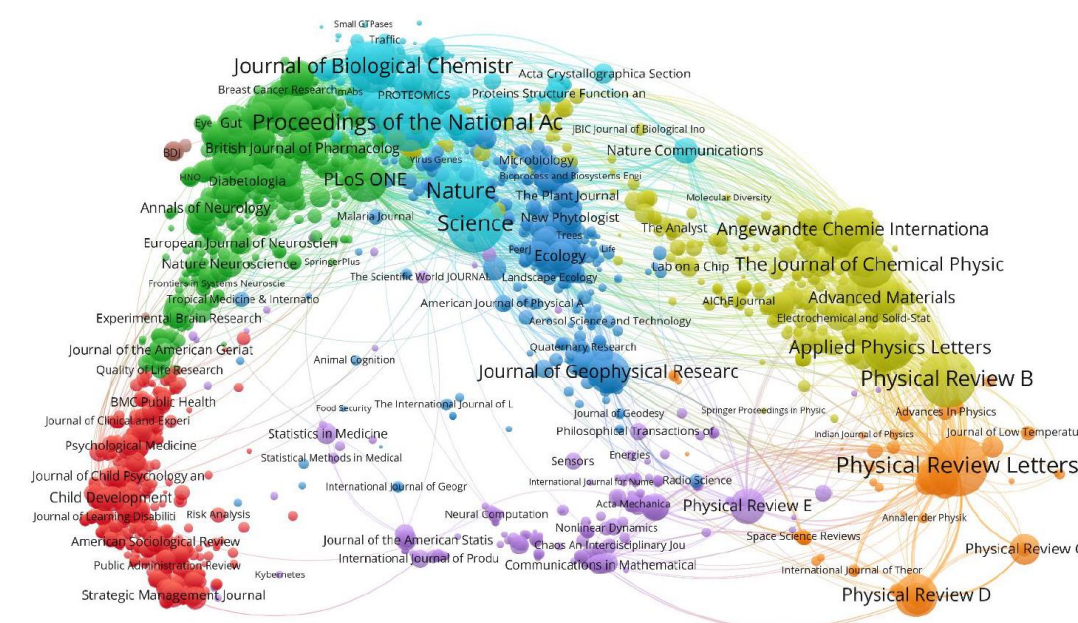 Small GTPases
Traffic
Journal of Biological Chemistr
Acta Crystallographica Section
Breast Cancer Research
mAbs
PROTEOMICS
Proteins Structure Function an
Eye
Gut
Proceedings of the National Ac
JBIC Journal of Biological Ino
BDJ
British Journal of Pharmacolog
Nature Communications
Virus Genes
Microbiology
HNO
Diabetologia
PLoS ONE
Bioprocess and Biosystems Engi
Nature
The Plant Journal
Molecular Diversity
Annals of Neurology
Malaria Journal
Science
New Phytologist
The Analyst
Angewandte Chemie Internationa
Trees
European Journal of Neuroscien
PeerJ
Ecology
Life
Nature Neuroscience
SpringerPlus
Lab on a Chip
The Journal of Chemical Physic
Frontiers in Systems Neuroscie
The Scientific World JOURNAL
Landscape Ecology
Tropical Medicine & Internatio
American Journal of Physical A
AIChE Journal
Advanced Materials
Experimental Brain Research
Aerosol Science and Technology
Electrochemical and Solid-Stat
Journal of the American Geriat
Quaternary Research
Applied Physics Letters
Quality of Life Research
Animal Cognition
Journal of Geophysical Researc
Physical Review B
BMC Public Health
Food Security
The International Journal of L
Journal of Geodesy
Springer Proceedings in Physic
Advances In Physics
Journal of Clinical and Experi
Statistics in Medicine
Philosophical Transactions of
Indian Journal of Physics
Journal of Low Temperatu
Psychological Medicine
Statistical Methods in Medical
Sensors
Energies
Physical Review Letters
Journal of Child Psychology an
International Journal of Geogr
International Journal for Nume
Radio Science
Child Development
Acta Mechanica
Physical Review E
Journal of Learning Disabiliti
Risk Analysis
Neural Computation
Annalen der Physik
Nonlinear Dynamics
American Sociological Review
Journal of the American Statis
Chaos An Interdisciplinary Jou
Space Science Reviews
Physical Review
Public Administration Review
International Journal of Produ
Communications in Mathematical
International Journal of Theor
Kybernetes
Strategic Management Journal
Physical Review D